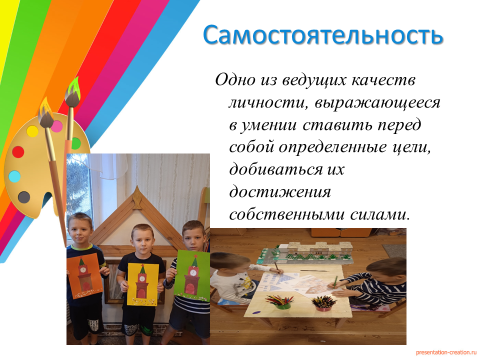 Самостоятельность
Одно из ведущих качеств
личности, выражающееся
в умении ставить перед
собой определенные цели,
добиваться их
достижения
собственными силами.
presentation-creation.ru